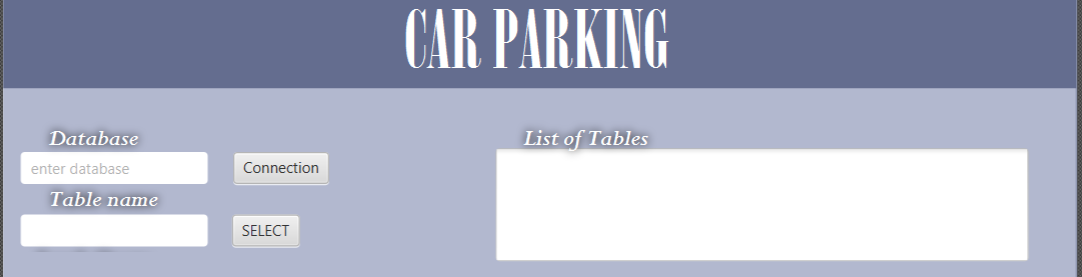 CAR PARKING
Database
enter database
Connection
Table name
SELECT
List of Tables